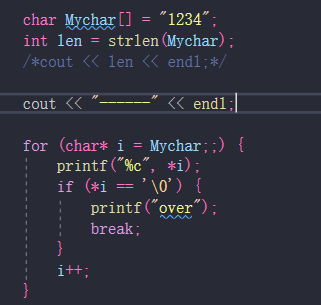 char Mychar[] = "1234";
int len = strlen(Mychar);
/*cout << len << endl;*/
cout << "------" << endl;
for (char* i = Mychar;;) {
printf("%c", *i);
if (*i == '\0') {
printf("over");
break;
}
i++;
}